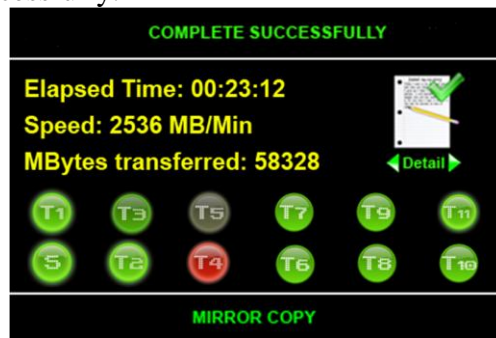 COMPLETE SUCCESSFULLY
Elapsed Time: 00:23:12
Speed: 2536 MB/Min
MBytes transferred: 58328
Detail
T1 T3 T5 T7 T9 T11
S T2 T4 T6 T8 T10
MIRROR COPY